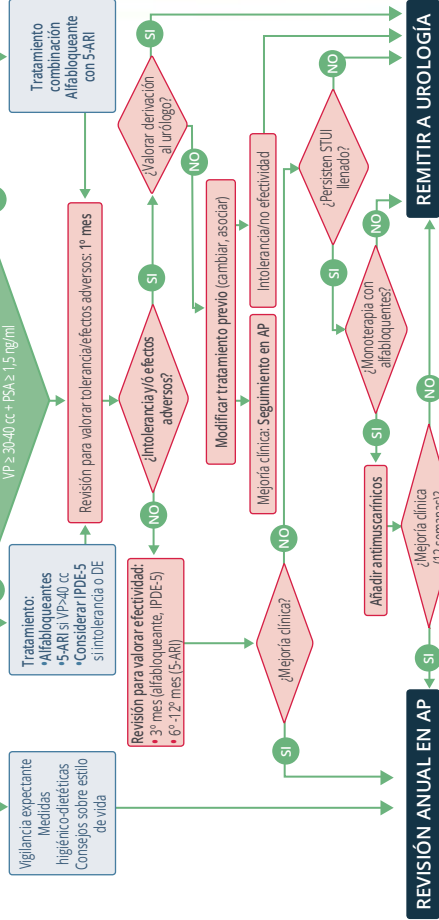 VP ≥ 30-40 cc + PSA ≥ 1,5 ng/ml
Vigilancia expectante
Medidas
higiénico-dietéticas
Consejos sobre estilo
de vida
Tratamiento:
•Alfabloqueantes
•5-ARI si VP>40 cc
•Considerar IPDE-5
si intolerancia o DE
Tratamiento
combinación
Alfabloqueante
con 5-ARI
Revisión para valorar tolerancia/efectos adversos: 1º mes
¿Intolerancia y/ó efectos
adversos?
NO
SI
¿Valorar derivación
al urólogo?
SI
NO
Revisión para valorar efectividad:
• 3º mes (alfabloqueante, IPDE-5)
• 6º -12º mes (5-ARI)
Modificar tratamiento previo (cambiar, asociar)
Mejoría clínica: Seguimiento en AP
Intolerancia/no efectividad
¿Mejoría clínica?
SI
NO
¿Persisten STUI
llenado?
SI
NO
¿Monoterapia con
alfabloquentes?
SI
NO
Añadir antimuscarínicos
¿Mejoría clínica
(12 semanas)?
SI
NO
REVISIÓN ANUAL EN AP
REMITIR A UROLOGÍA